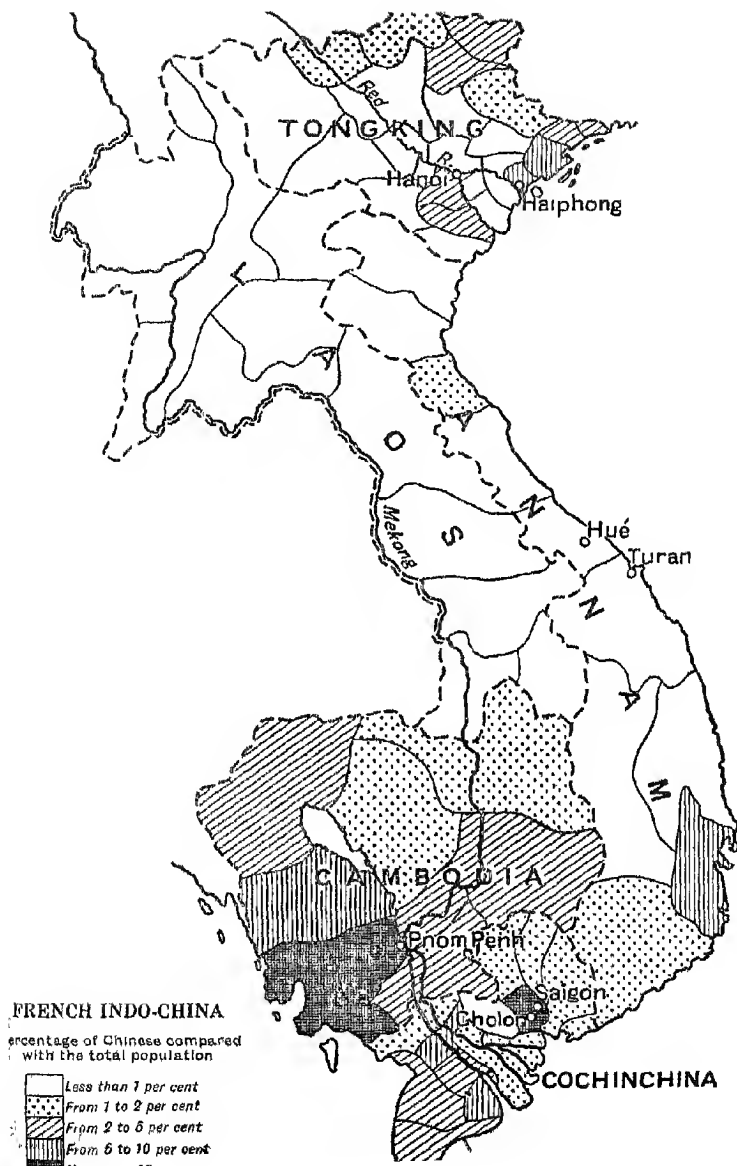 TONGKING
Red
R.
Hanoi
Haiphong
LAOS
ANNAM
Mekong
Hué
Turan
CAMBODIA
Pnom Penh
Saigon
Cholon
COCHINCHINA
FRENCH INDO-CHINA
ercentage of Chinese compared
with the total population
Less than 1 per cent
From 1 to 2 per cent
From 2 to 5 per cent
From 5 to 10 per cent